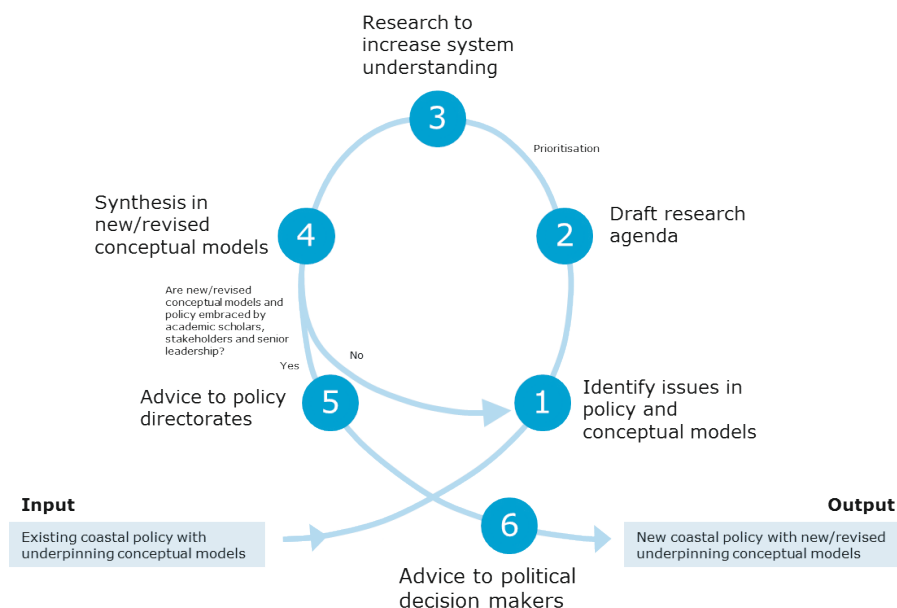 Research to
increase system
understanding
3
Prioritisation
Synthesis in
new/revised
conceptual models
4
2
Draft research
agenda
Are new/revised
conceptual models and
policy embraced by
academic scholars,
stakeholders and senior
leadership?
No
Yes
Advice to policy
directorates
5
1
Identify issues in
policy and
conceptual models
Input
Existing coastal policy with
underpinning conceptual models
6
Advice to political
decision makers
Output
New coastal policy with new/revised
underpinning conceptual models